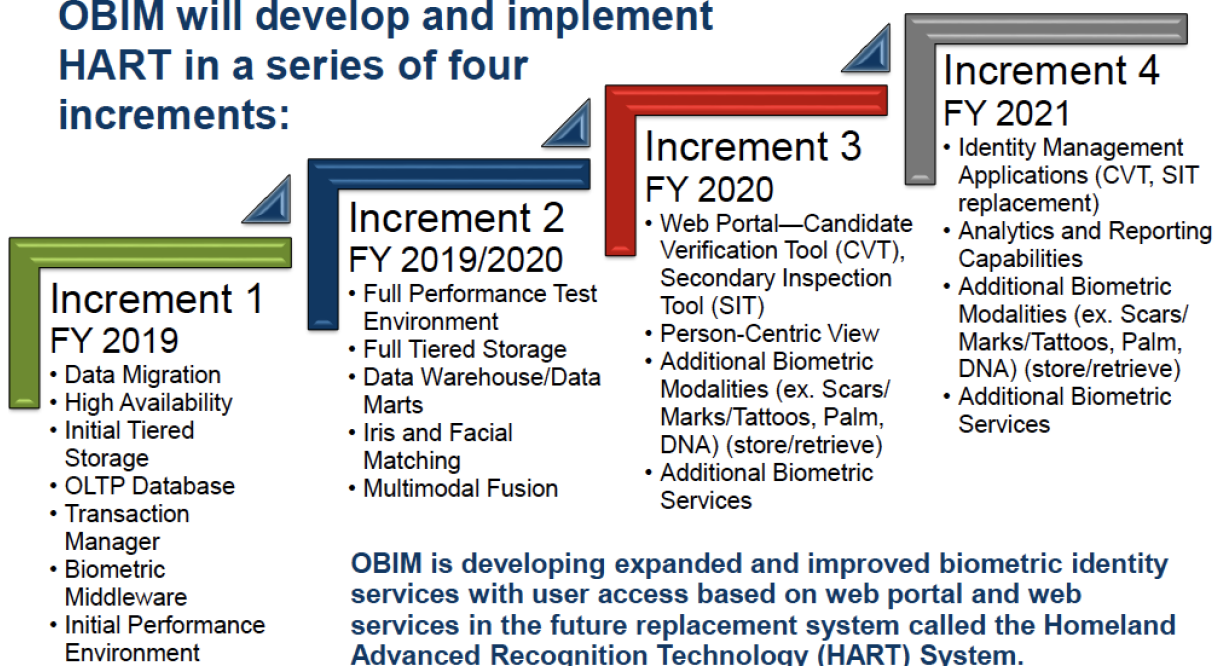 OBIM will develop and implement
HART in a series of four
increments:
Increment 1
FY 2019
• Data Migration
• High Availability
• Initial Tiered
Storage
• OLTP Database
• Transaction
Manager
• Biometric
Middleware
• Initial Performance
Environment
Increment 2
FY 2019/2020
• Full Performance Test
Environment
• Full Tiered Storage
• Data Warehouse/Data
Marts
• Iris and Facial
Matching
• Multimodal Fusion
Increment 3
FY 2020
• Web Portal—Candidate
Verification Tool (CVT),
Secondary Inspection
Tool (SIT)
• Person-Centric View
• Additional Biometric
Modalities (ex. Scars/
Marks/Tattoos, Palm,
DNA) (store/retrieve)
• Additional Biometric
Services
Increment 4
FY 2021
• Identity Management
Applications (CVT, SIT
replacement)
• Analytics and Reporting
Capabilities
• Additional Biometric
Modalities (ex. Scars/
Marks/Tattoos, Palm,
DNA) (store/retrieve)
• Additional Biometric
Services
OBIM is developing expanded and improved biometric identity
services with user access based on web portal and web
services in the future replacement system called the Homeland
Advanced Recognition Technology (HART) System.